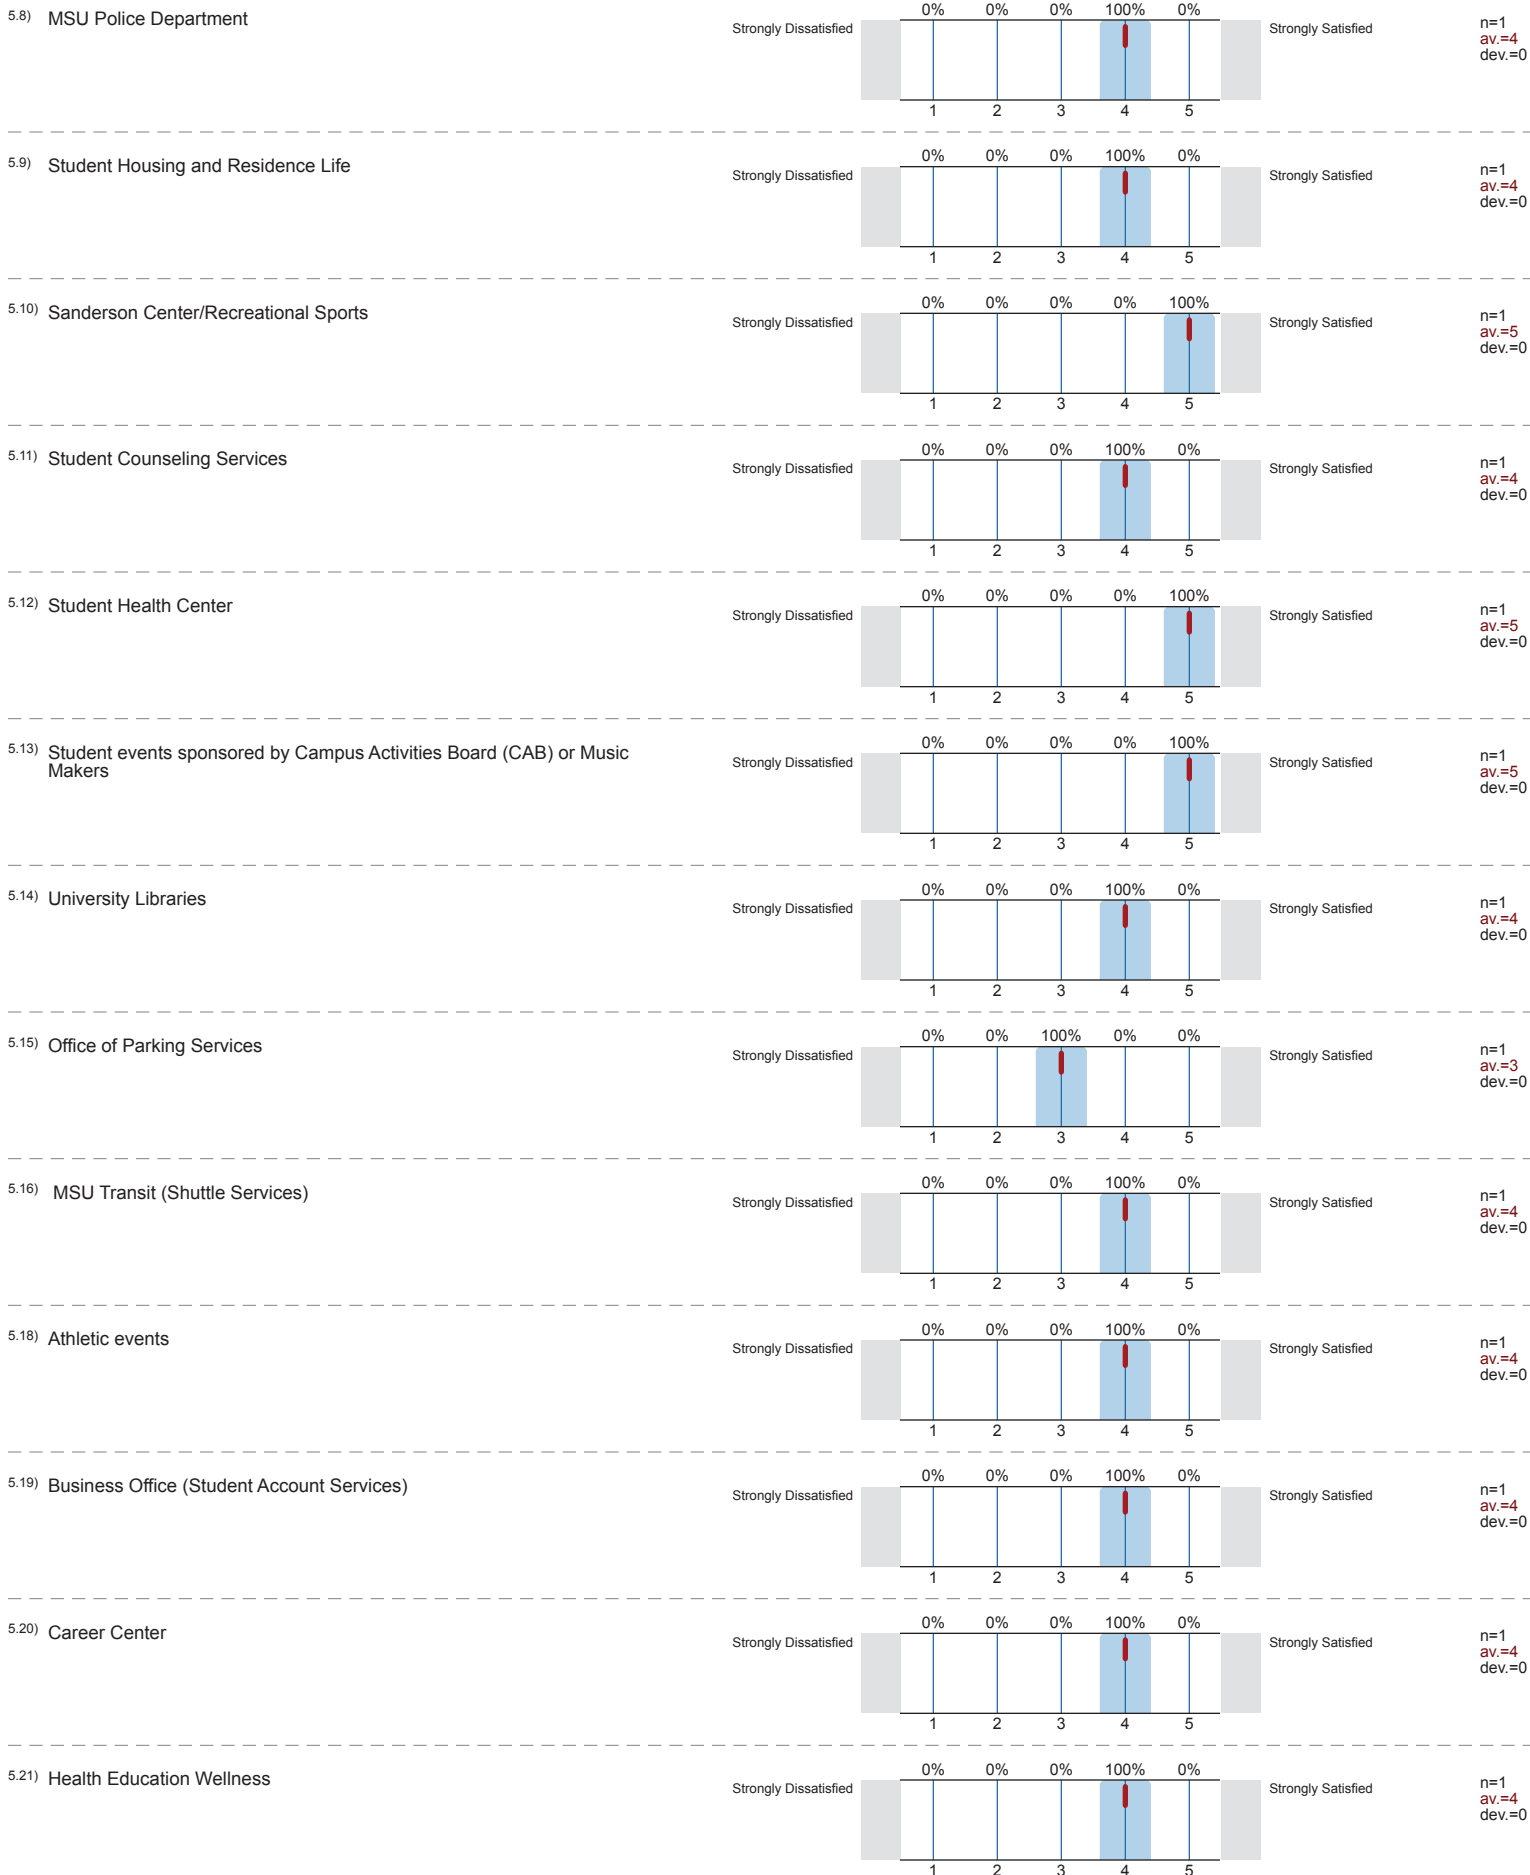 5.8) MSU Police Department
0% 0% 0% 100% 0%
Strongly Dissatisfied Strongly Satisfied
n=1
av.=4
dev.=0
1 2 3 4 5
5.9) Student Housing and Residence Life
0% 0% 0% 100% 0%
Strongly Dissatisfied Strongly Satisfied
n=1
av.=4
dev.=0
1 2 3 4 5
5.10) Sanderson Center/Recreational Sports
0% 0% 0% 0% 100%
Strongly Dissatisfied Strongly Satisfied
n=1
av.=5
dev.=0
1 2 3 4 5
5.11) Student Counseling Services
0% 0% 0% 100% 0%
Strongly Dissatisfied Strongly Satisfied
n=1
av.=4
dev.=0
1 2 3 4 5
5.12) Student Health Center
0% 0% 0% 0% 100%
Strongly Dissatisfied Strongly Satisfied
n=1
av.=5
dev.=0
1 2 3 4 5
5.13) Student events sponsored by Campus Activities Board (CAB) or Music
Makers
0% 0% 0% 0% 100%
Strongly Dissatisfied Strongly Satisfied
n=1
av.=5
dev.=0
1 2 3 4 5
5.14) University Libraries
0% 0% 0% 100% 0%
Strongly Dissatisfied Strongly Satisfied
n=1
av.=4
dev.=0
1 2 3 4 5
5.15) Office of Parking Services
0% 0% 100% 0% 0%
Strongly Dissatisfied Strongly Satisfied
n=1
av.=3
dev.=0
1 2 3 4 5
5.16) MSU Transit (Shuttle Services)
0% 0% 0% 100% 0%
Strongly Dissatisfied Strongly Satisfied
n=1
av.=4
dev.=0
1 2 3 4 5
5.18) Athletic events
0% 0% 0% 100% 0%
Strongly Dissatisfied Strongly Satisfied
n=1
av.=4
dev.=0
1 2 3 4 5
5.19) Business Office (Student Account Services)
0% 0% 0% 100% 0%
Strongly Dissatisfied Strongly Satisfied
n=1
av.=4
dev.=0
1 2 3 4 5
5.20) Career Center
0% 0% 0% 100% 0%
Strongly Dissatisfied Strongly Satisfied
n=1
av.=4
dev.=0
1 2 3 4 5
5.21) Health Education Wellness
0% 0% 0% 100% 0%
Strongly Dissatisfied Strongly Satisfied
n=1
av.=4
dev.=0
1 2 3 4 5